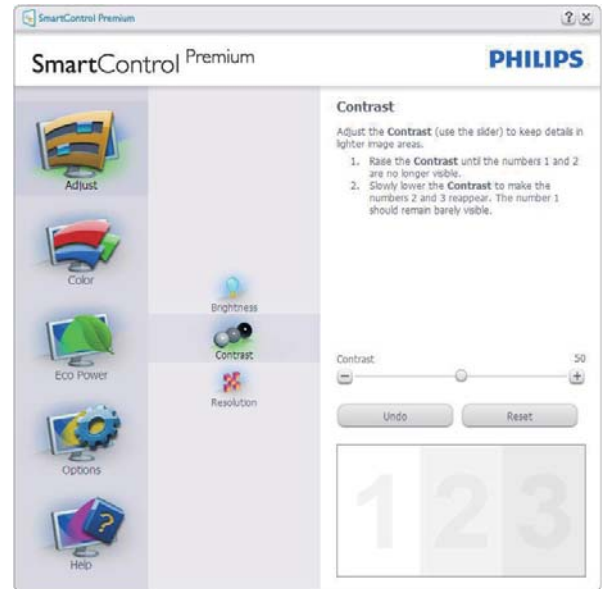 SmartControl Premium
SmartControl Premium
PHILIPS
Adjust
Color
Eco Power
Options
Help
Brightness
Contrast
Resolution
Contrast
Adjust the Contrast (use the slider) to keep details in
lighter image areas.
1. Raise the Contrast until the numbers 1 and 2
are no longer visible.
2. Slowly lower the Contrast to make the
numbers 2 and 3 reappear. The number 1
should remain barely visible.
Contrast 50
Undo Reset
1 2 3